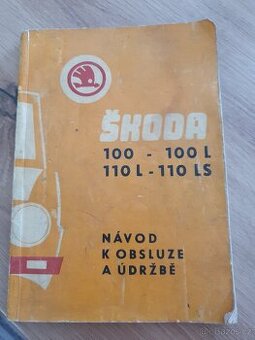 ŠKODA
100 - 100 L
110 L - 110 LS
NÁVOD
K OBSLUZE
A ÚDRŽBĚ